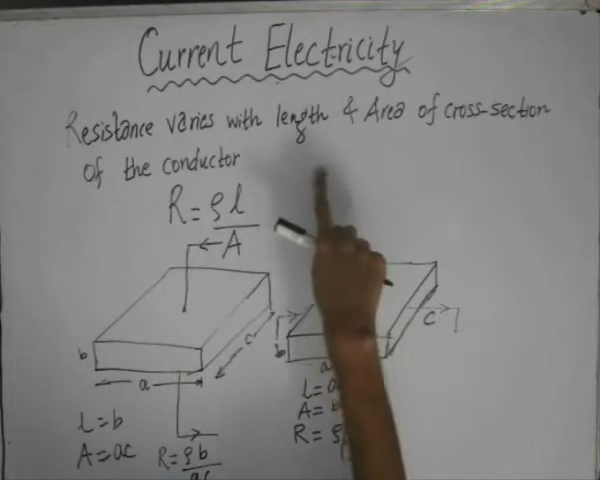 Current Electricity
Resistance varies with length & Area of cross-section
of the conductor
R = ρl
A
b
a
c
l = b
A = ac
R = ρb
ac
b
a
c
L =
A =
R = ρ